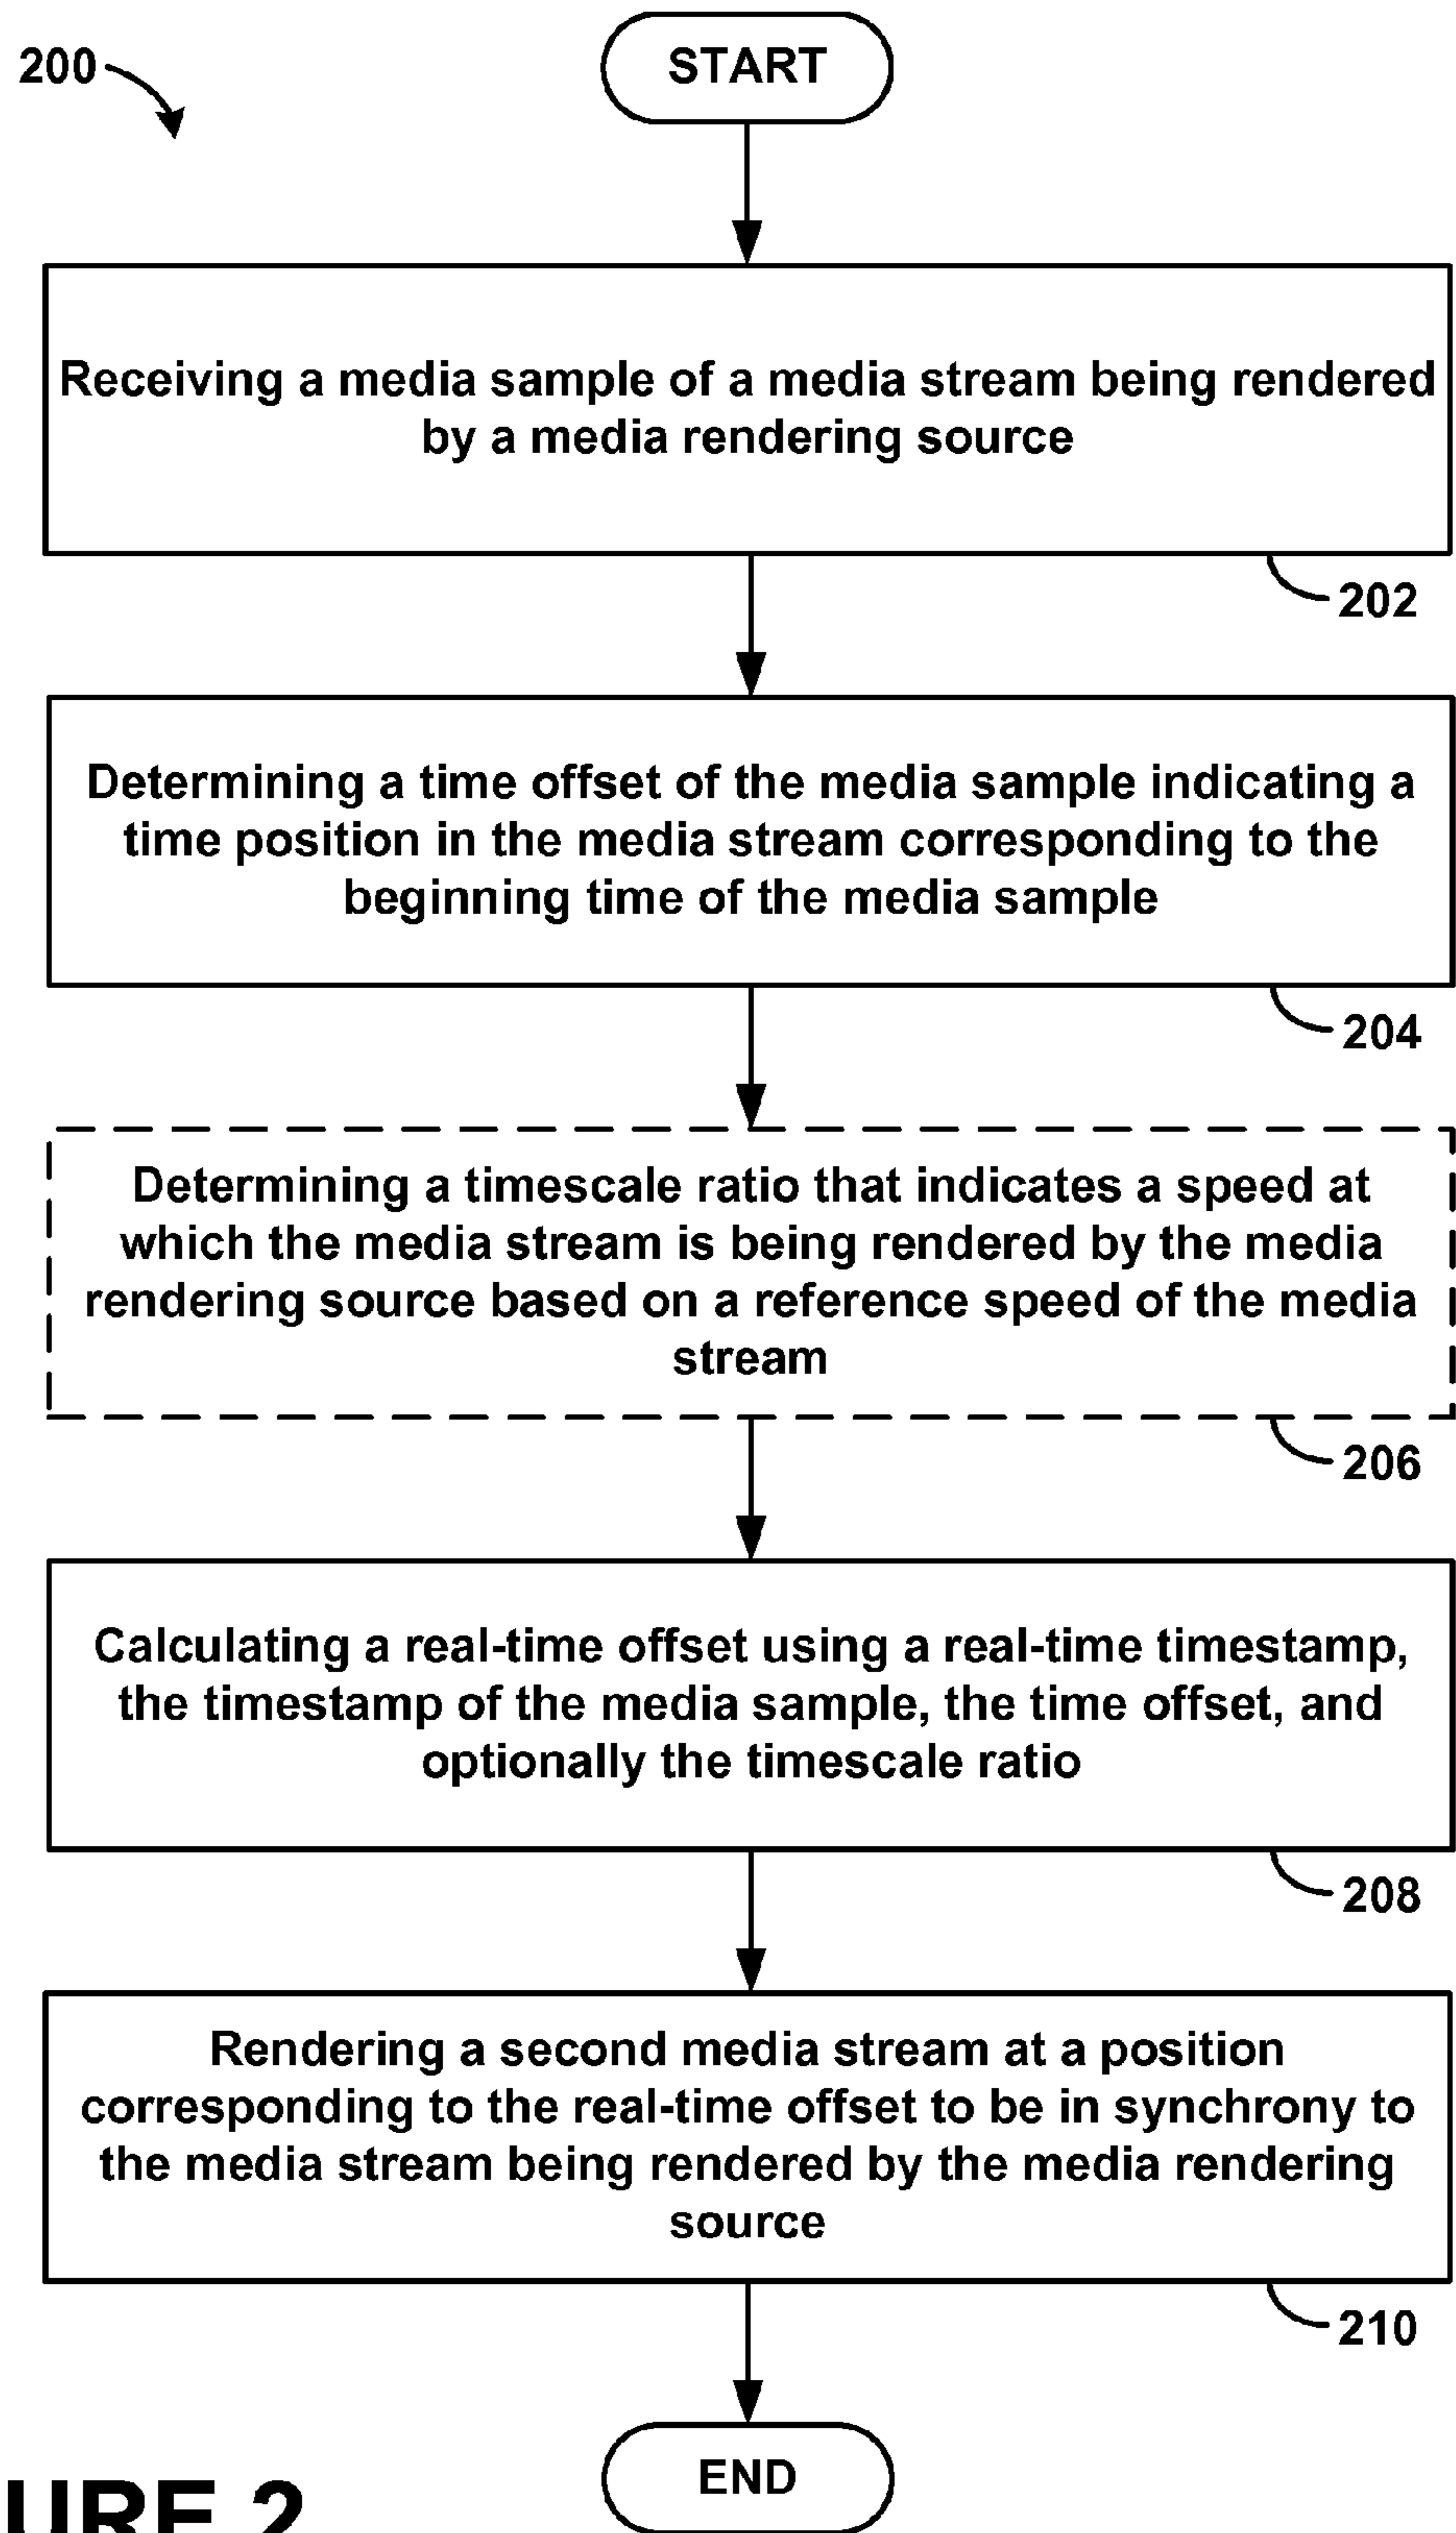 200
START
Receiving a media sample of a media stream being rendered
by a media rendering source
202
Determining a time offset of the media sample indicating a
time position in the media stream corresponding to the
beginning time of the media sample
204
Determining a timescale ratio that indicates a speed at
which the media stream is being rendered by the media
rendering source based on a reference speed of the media
stream
206
Calculating a real-time offset using a real-time timestamp,
the timestamp of the media sample, the time offset, and
optionally the timescale ratio
208
Rendering a second media stream at a position
corresponding to the real-time offset to be in synchrony to
the media stream being rendered by the media rendering
source
210
END
URE 2